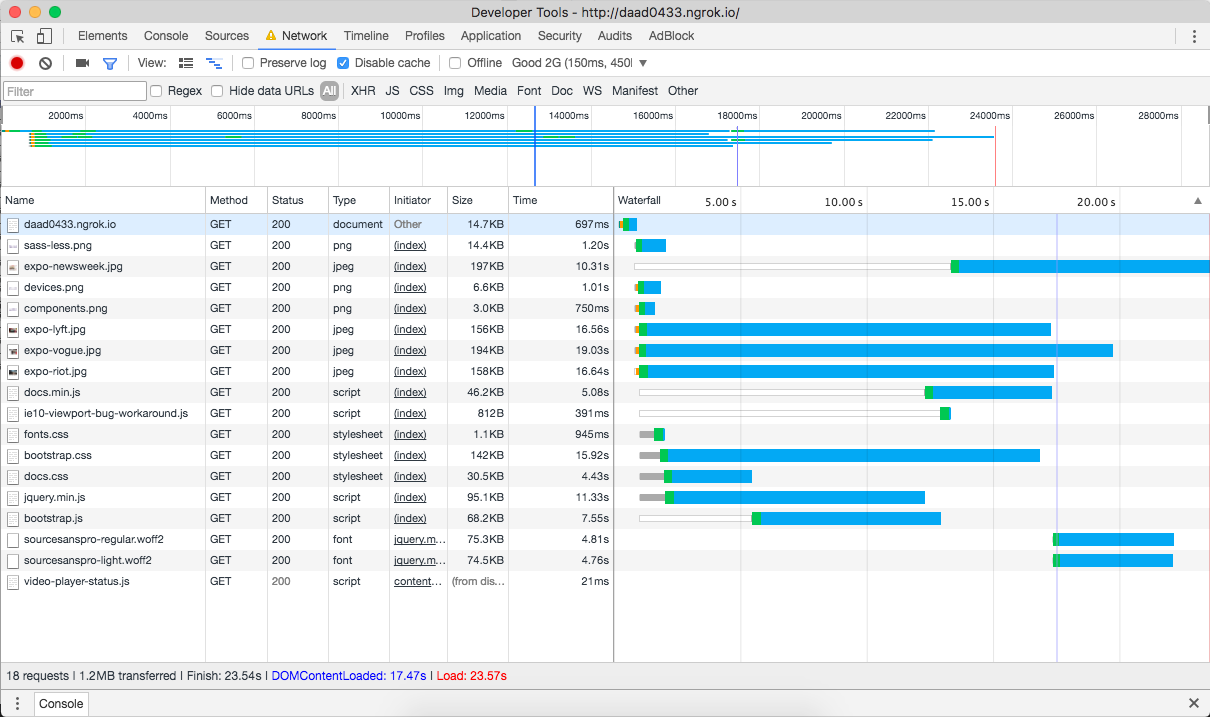 Developer Tools - http://daad0433.ngrok.io/
Elements Console Sources Network Timeline Profiles Application Security Audits AdBlock
View: Preserve log Disable cache Offline Good 2G (150ms, 450l
Filter Regex Hide data URLs All XHR JS CSS Img Media Font Doc WS Manifest Other
2000ms 4000ms 6000ms 8000ms 10000ms 12000ms 14000ms 16000ms 18000ms 20000ms 22000ms 24000ms 26000ms 28000ms
Name Method Status Type Initiator Size Time Waterfall 5.00 s 10.00 s 15.00 s 20.00 s
daad0433.ngrok.io GET 200 document Other 14.7KB 697ms
sass-less.png GET 200 png (index) 14.4KB 1.20s
expo-newsweek.jpg GET 200 jpeg (index) 197KB 10.31s
devices.png GET 200 png (index) 6.6KB 1.01s
components.png GET 200 png (index) 3.0KB 750ms
expo-lyft.jpg GET 200 jpeg (index) 156KB 16.56s
expo-vogue.jpg GET 200 jpeg (index) 194KB 19.03s
expo-riot.jpg GET 200 jpeg (index) 158KB 16.64s
docs.min.js GET 200 script (index) 46.2KB 5.08s
ie10-viewport-bug-workaround.js GET 200 script (index) 812B 391ms
fonts.css GET 200 stylesheet (index) 1.1KB 945ms
bootstrap.css GET 200 stylesheet (index) 142KB 15.92s
docs.css GET 200 stylesheet (index) 30.5KB 4.43s
jquery.min.js GET 200 script (index) 95.1KB 11.33s
bootstrap.js GET 200 script (index) 68.2KB 7.55s
sourcesanspro-regular.woff2 GET 200 font jquery.m... 75.3KB 4.81s
sourcesanspro-light.woff2 GET 200 font jquery.m... 74.5KB 4.76s
video-player-status.js GET 200 script content... (from dis... 21ms
18 requests | 1.2MB transferred | Finish: 23.54s | DOMContentLoaded: 17.47s | Load: 23.57s
Console